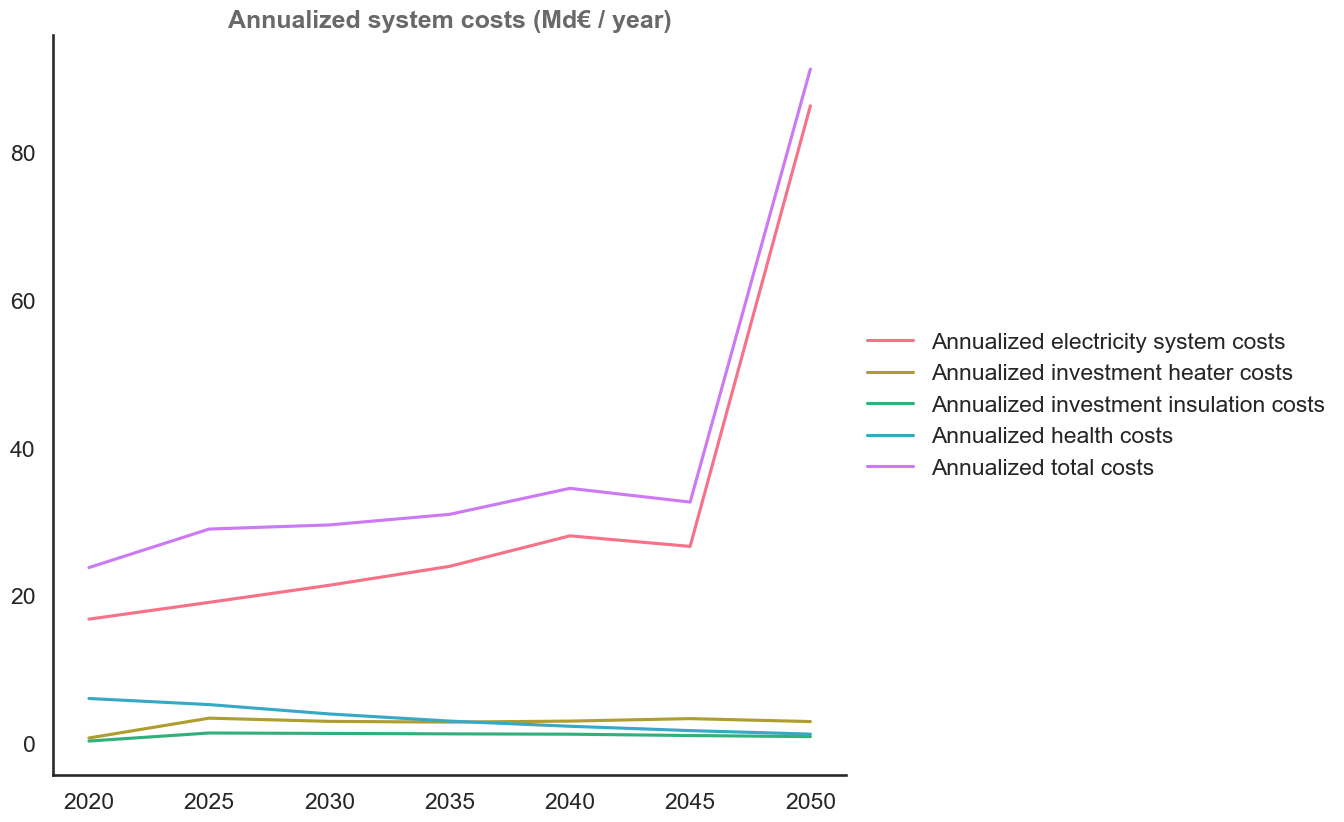 Annualized system costs (Md€ / year)
80
60
40
20
0
2020 2025 2030 2035 2040 2045 2050
Annualized electricity system costs
Annualized investment heater costs
Annualized investment insulation costs
Annualized health costs
Annualized total costs